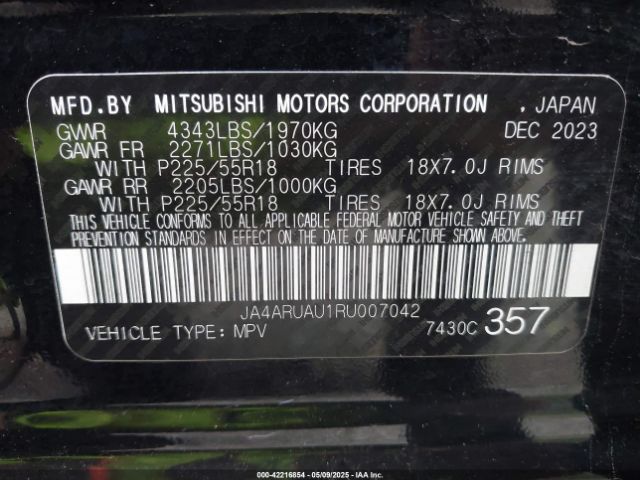 MFD.BY MITSUBISHI MOTORS CORPORATION , JAPAN
GWWR 4343LBS/1970KG DEC 2023
GAWR FR 2271LBS/1030KG
WITH P225/55R18 TIRES 18X7.0J RIMS
GAWR RR 2205LBS/1000KG
WITH P225/55R18 TIRES 18X7.0J RIMS
THIS VEHICLE CONFORMS TO ALL APPLICABLE FEDERAL MOTOR VEHICLE SAFETY AND THEFT
PREVENTION STANDARDS IN EFFECT ON THE DATE OF MANUFACTURE SHOWN ABOVE.
JA4ARUAU1RU007042
VEHICLE TYPE: MPV 7430C 357
000-42216854 | 05/09/2025 - IAA Inc.